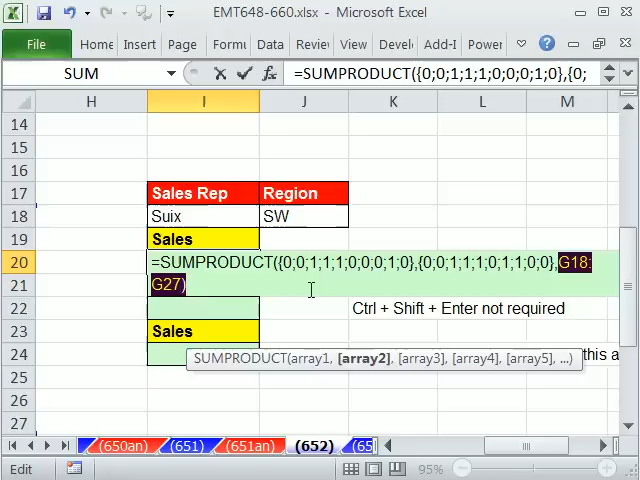 EMT648-660.xlsx - Microsoft Excel
File Home Insert Page Formu Data Revie View Devel Add-I Power
SUM =SUMPRODUCT({0;0;1;1;1;0;0;0;1;0},{0;
H I J K L M
14
15
16
17 Sales Rep Region
18 Suix SW
19 Sales
20 =SUMPRODUCT({0;0;1;1;1;0;0;0;1;0},{0;0;1;1;1;0;1;1;0;0},G18:
21 G27)
22 Ctrl + Shift + Enter not required
23 Sales
SUMPRODUCT(array1, [array2], [array3], [array4], [array5], ...)
24 this a
25
26
27
(650an) (651) (651an) (652) (65
Edit 95%